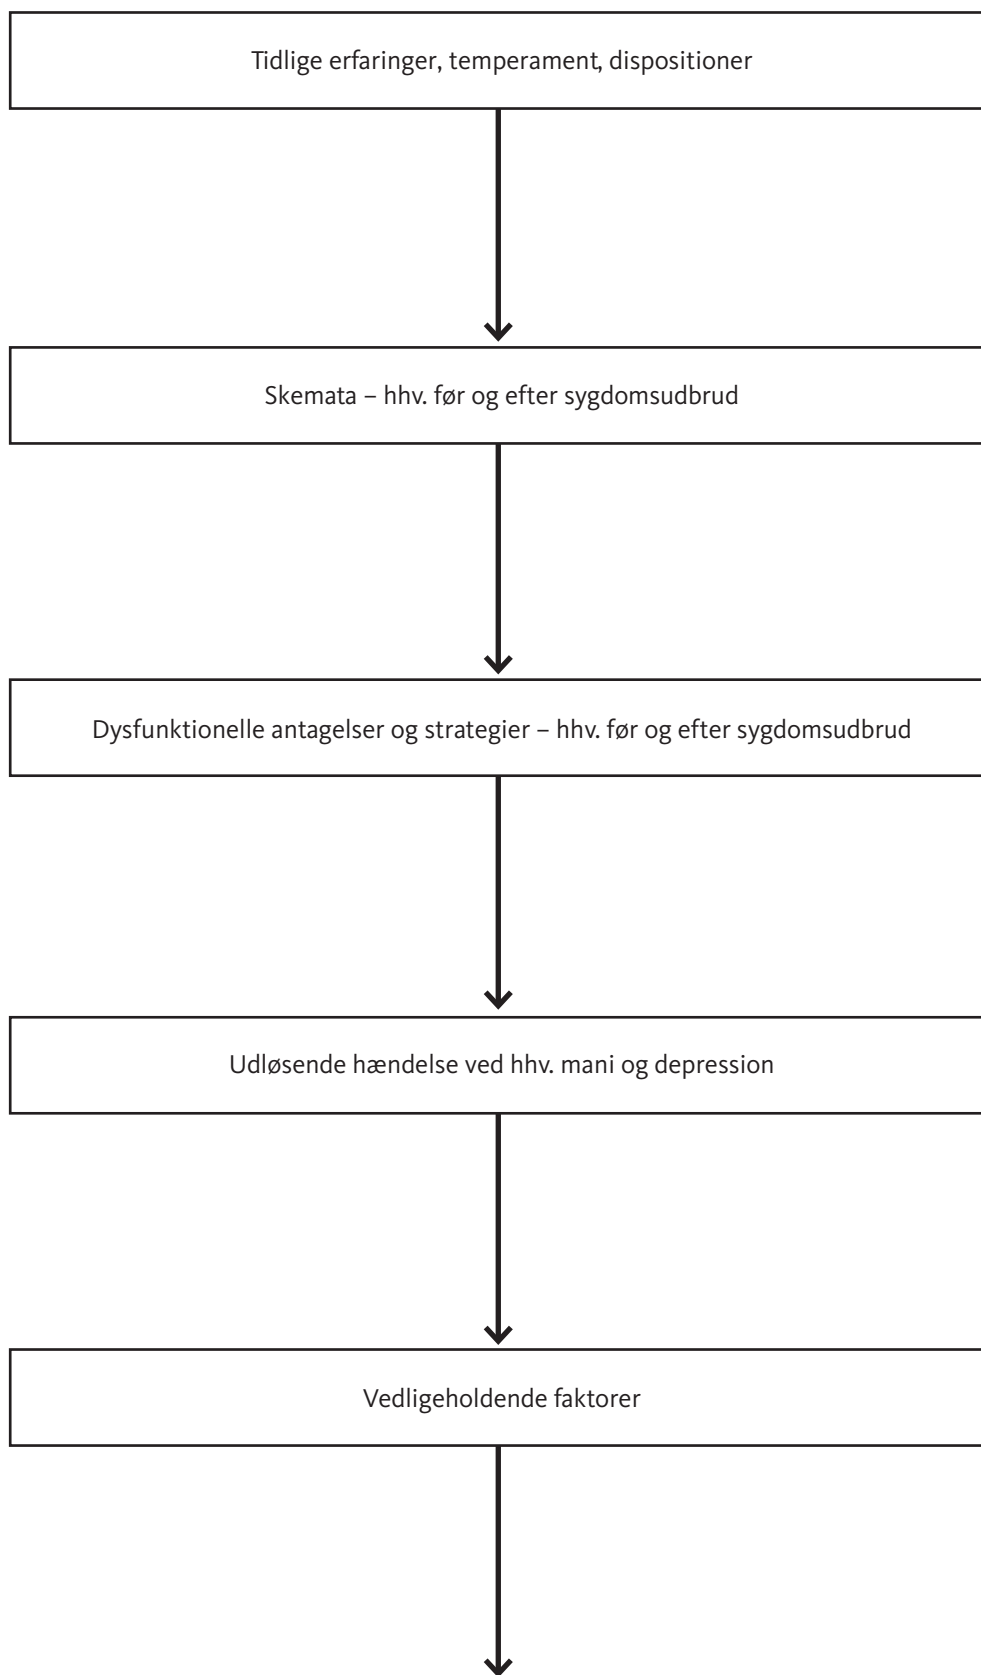 Tidlige erfaringer, temperament, dispositioner
Skemata – hhv. før og efter sygdomsudbrud
Dysfunktionelle antagelser og strategier – hhv. før og efter sygdomsudbrud
Udløsende hændelse ved hhv. mani og depression
Vedligeholdende faktorer